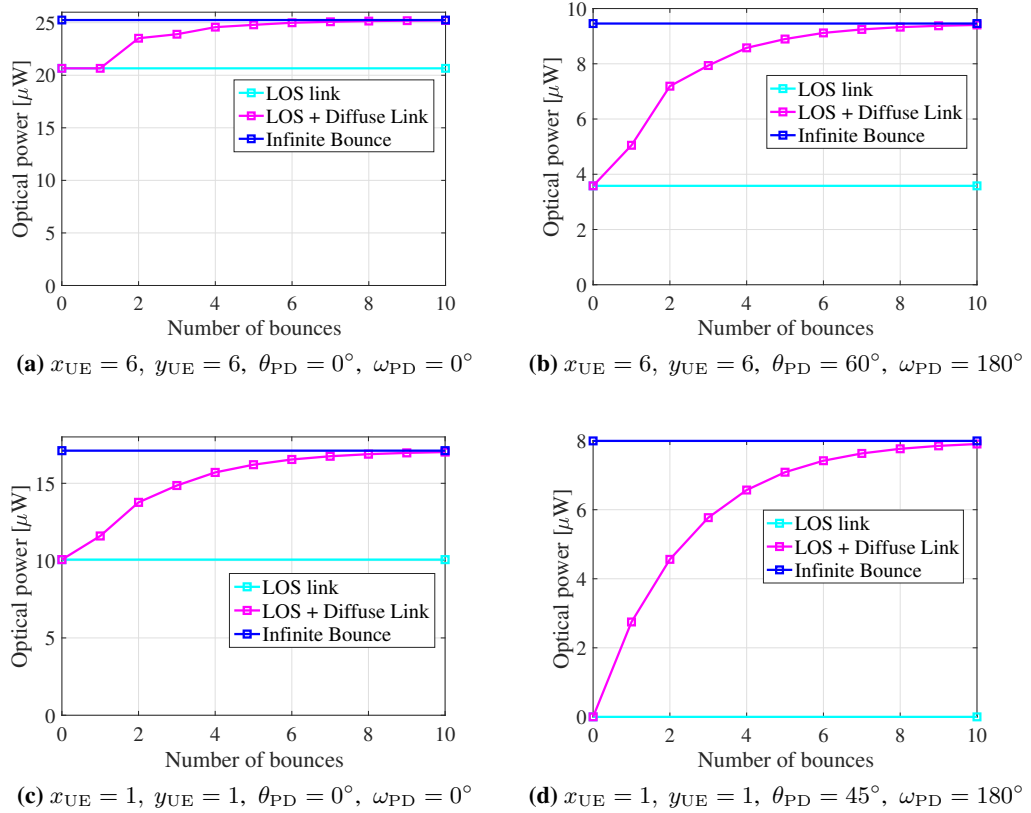 25
20
15
10
5
0
Optical power [μW]
LOS link
LOS + Diffuse Link
Infinite Bounce
0 2 4 6 8 10
Number of bounces
(a) x_UE = 6, y_UE = 6, θ_PD = 0°, ω_PD = 0°
10
8
6
4
2
0
Optical power [μW]
LOS link
LOS + Diffuse Link
Infinite Bounce
0 2 4 6 8 10
Number of bounces
(b) x_UE = 6, y_UE = 6, θ_PD = 60°, ω_PD = 180°
15
10
5
0
Optical power [μW]
LOS link
LOS + Diffuse Link
Infinite Bounce
0 2 4 6 8 10
Number of bounces
(c) x_UE = 1, y_UE = 1, θ_PD = 0°, ω_PD = 0°
8
6
4
2
0
Optical power [μW]
LOS link
LOS + Diffuse Link
Infinite Bounce
0 2 4 6 8 10
Number of bounces
(d) x_UE = 1, y_UE = 1, θ_PD = 45°, ω_PD = 180°